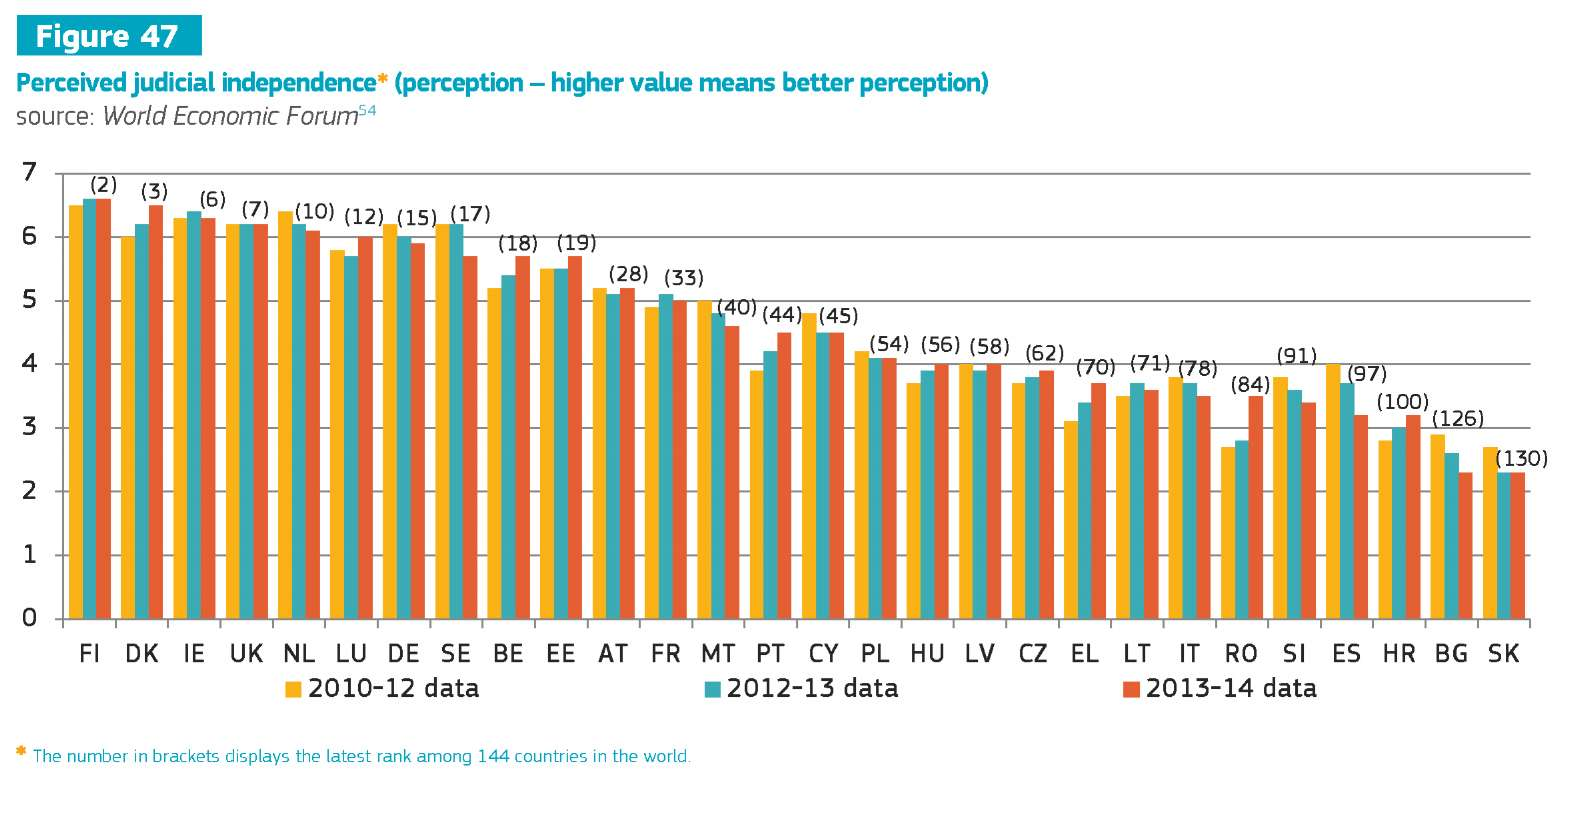 Figure 47
Perceived judicial independence* (perception – higher value means better perception)
source: World Economic Forum54
7
6
5
4
3
2
1
0
(2) (3) (6) (7) (10) (12) (15) (17) (18) (19) (28) (33) (40) (44) (45) (54) (56) (58) (62) (70) (71) (78) (84) (91) (97) (100) (126) (130)
FI DK IE UK NL LU DE SE BE EE AT FR MT PT CY PL HU LV CZ EL LT IT RO SI ES HR BG SK
2010-12 data 2012-13 data 2013-14 data
* The number in brackets displays the latest rank among 144 countries in the world.